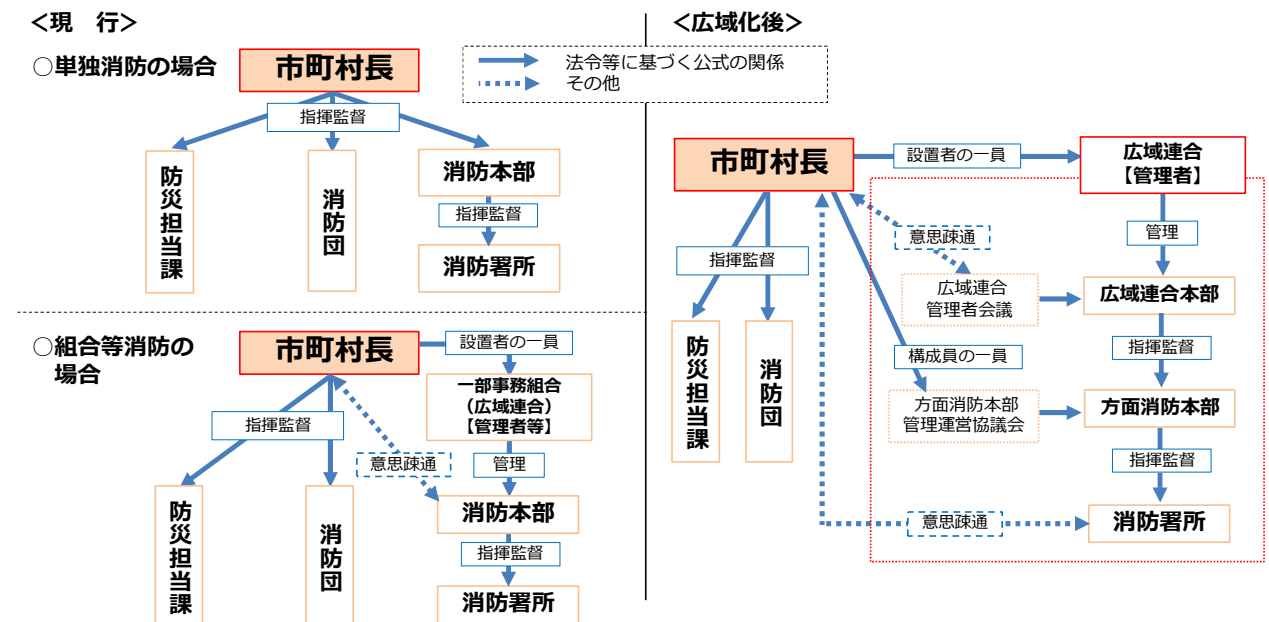 ＜現　行＞
○単独消防の場合
市町村長
指揮監督
防災担当課
消防団
消防本部
指揮監督
消防署所
○組合等消防の
場合
市町村長
設置者の一員
一部事務組合
（広域連合）
【管理者等】
指揮監督
意思疎通
管理
防災担当課
消防団
消防本部
指揮監督
消防署所
＜広域化後＞
法令等に基づく公式の関係
その他
市町村長
設置者の一員
広域連合
【管理者】
意思疎通
管理
指揮監督
広域連合
管理者会議
広域連合本部
防災担当課
消防団
構成員の一員
指揮監督
方面消防本部
管理運営協議会
方面消防本部
指揮監督
意思疎通
消防署所